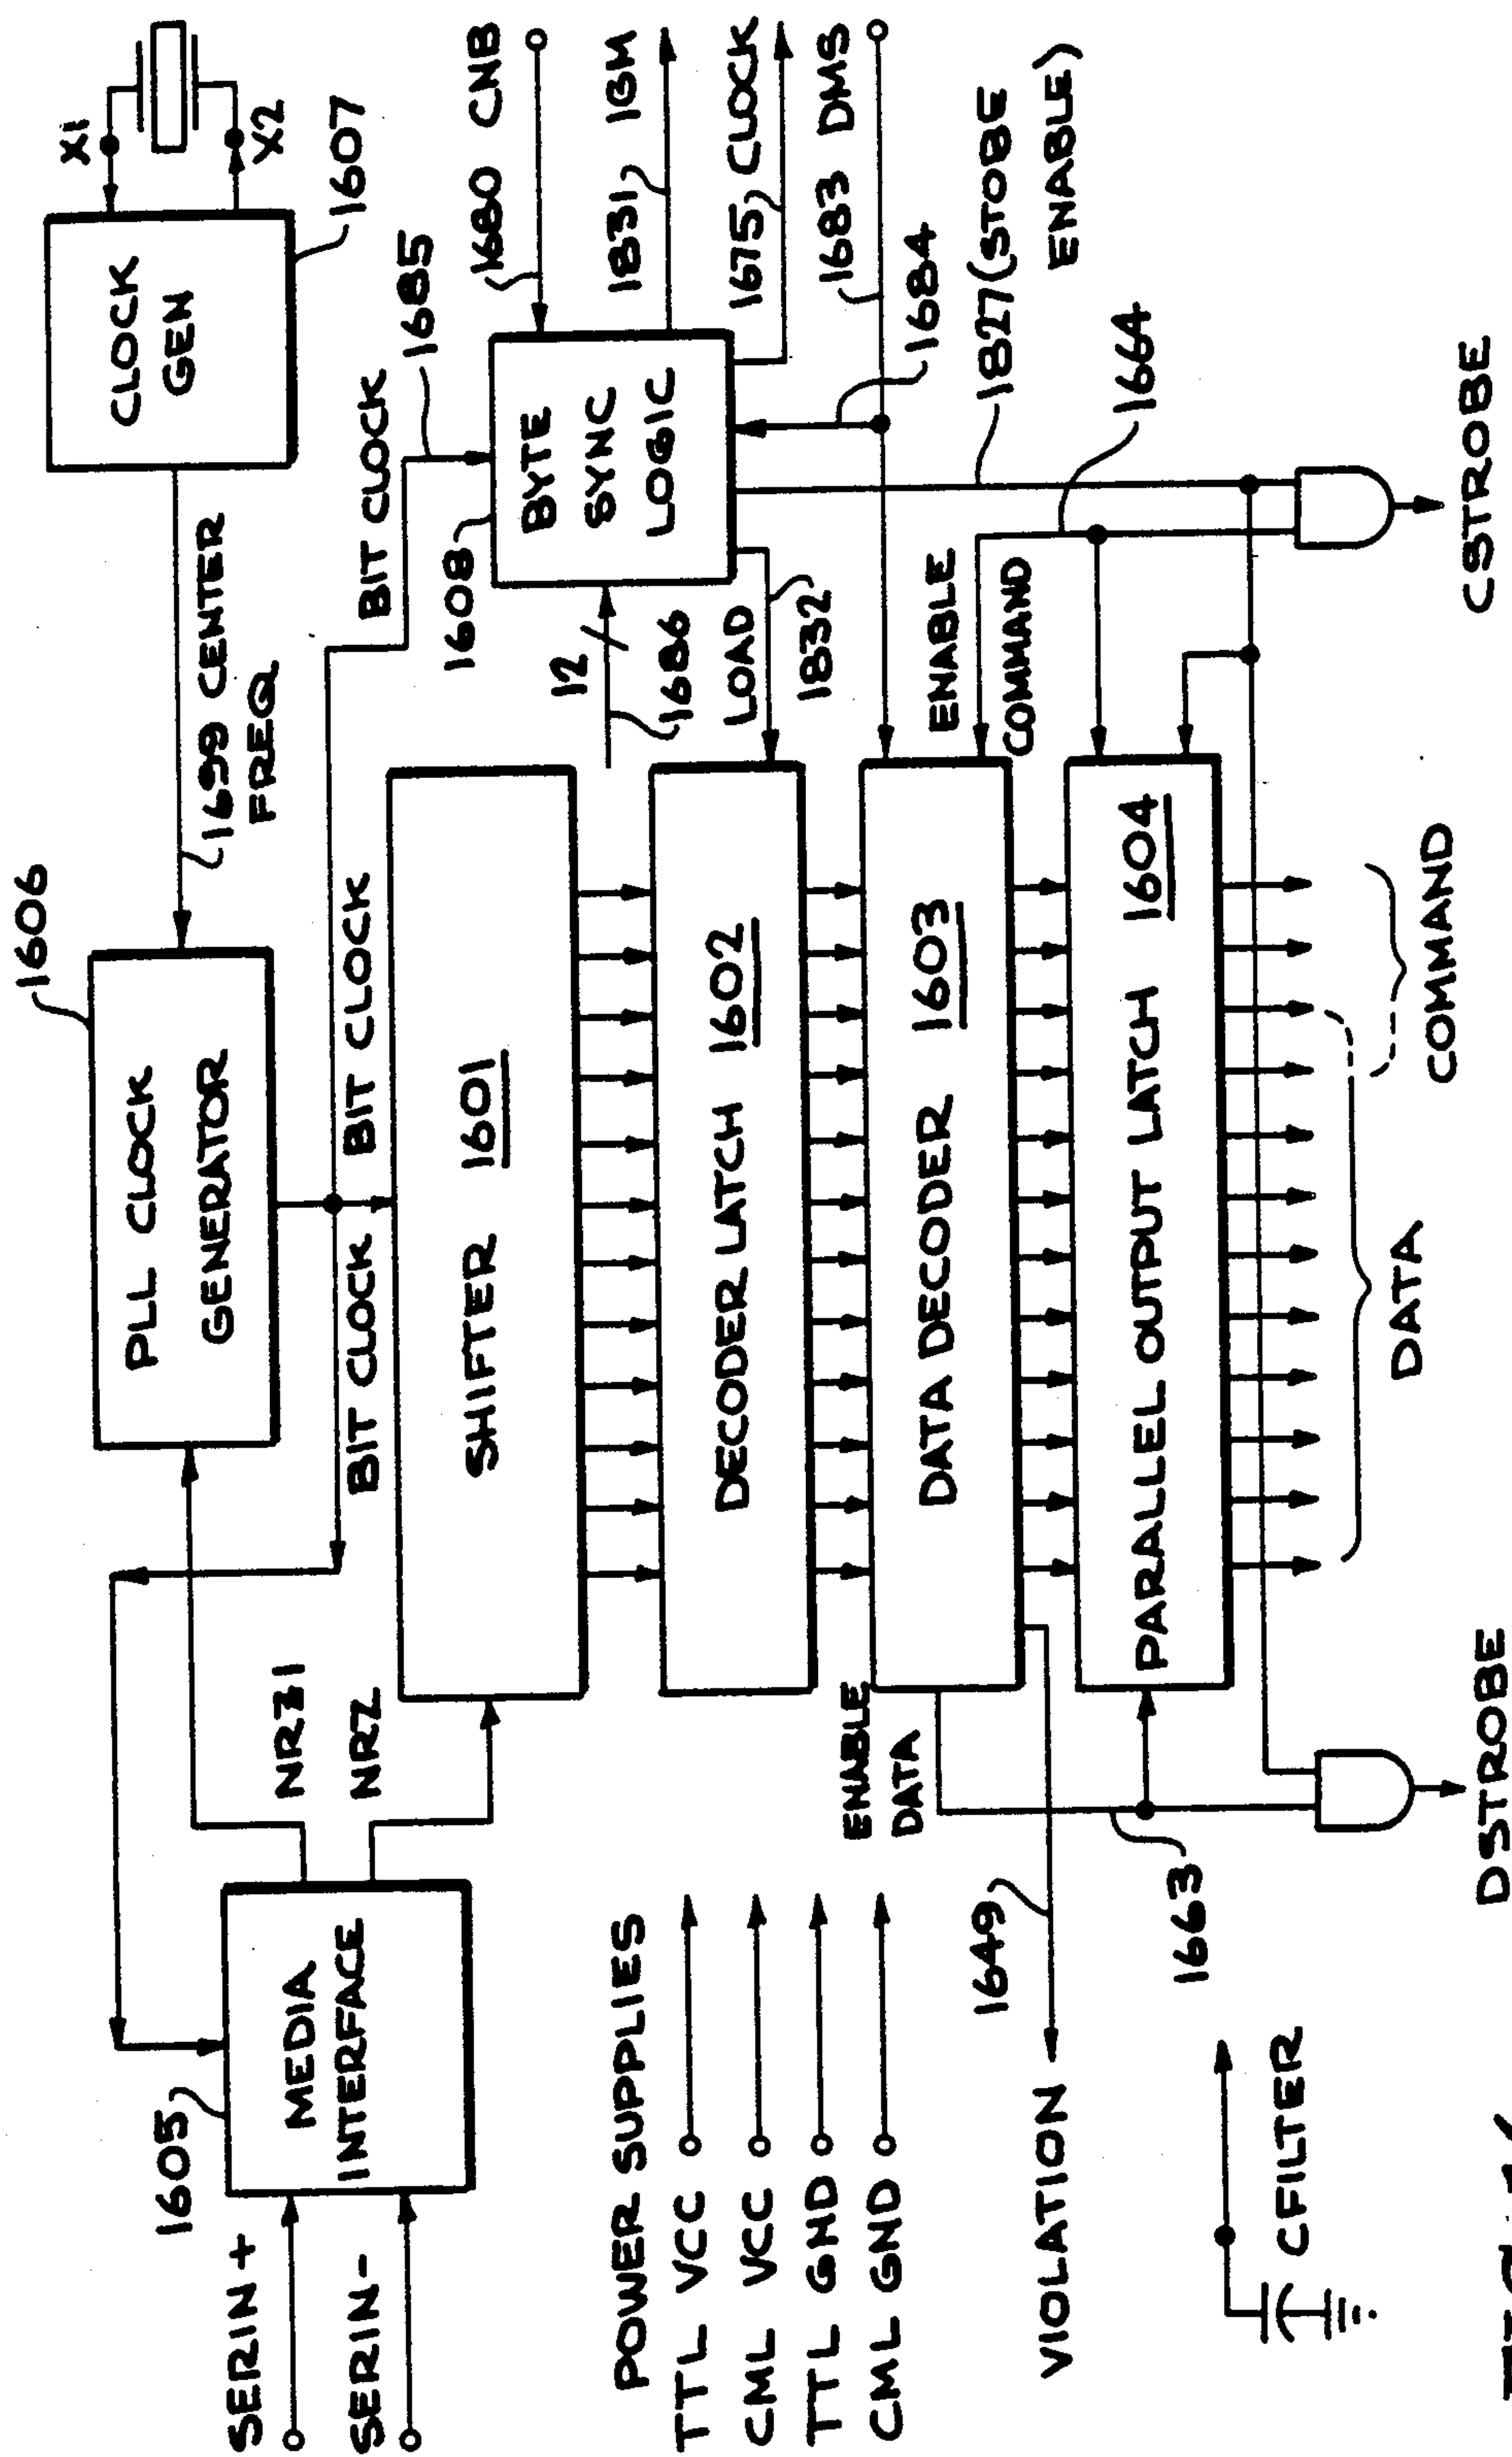 X1
X2
CLOCK
GEN
1607
1606
PLL CLOCK
GENERATOR
1699 CENTER
FREQ
BIT CLOCK
1685
1680 CNB
1831 IGM
1675 CLOCK
1683 DMS
1684
1827 (STOBE
ENABLE)
1664
1608
BYTE
SYNC
LOGIC
12
1686
LOAD
1832
ENABLE
COMMAND
BIT CLOCK
BIT CLOCK
SERIN +
SERIN-
1605
MEDIA
INTERFACE
NRZI
NRZ
SHIFTER 1601
DECODER LATCH 1602
DATA DECODER 1603
PARALLEL OUTPUT LATCH 1604
ENABLE
DATA
POWER SUPPLIES
TTL VCC
CML VCC
TTL GND
CML GND
1649
VIOLATION
1663
CFILTER
DSTROBE
DATA
COMMAND
CSTROBE